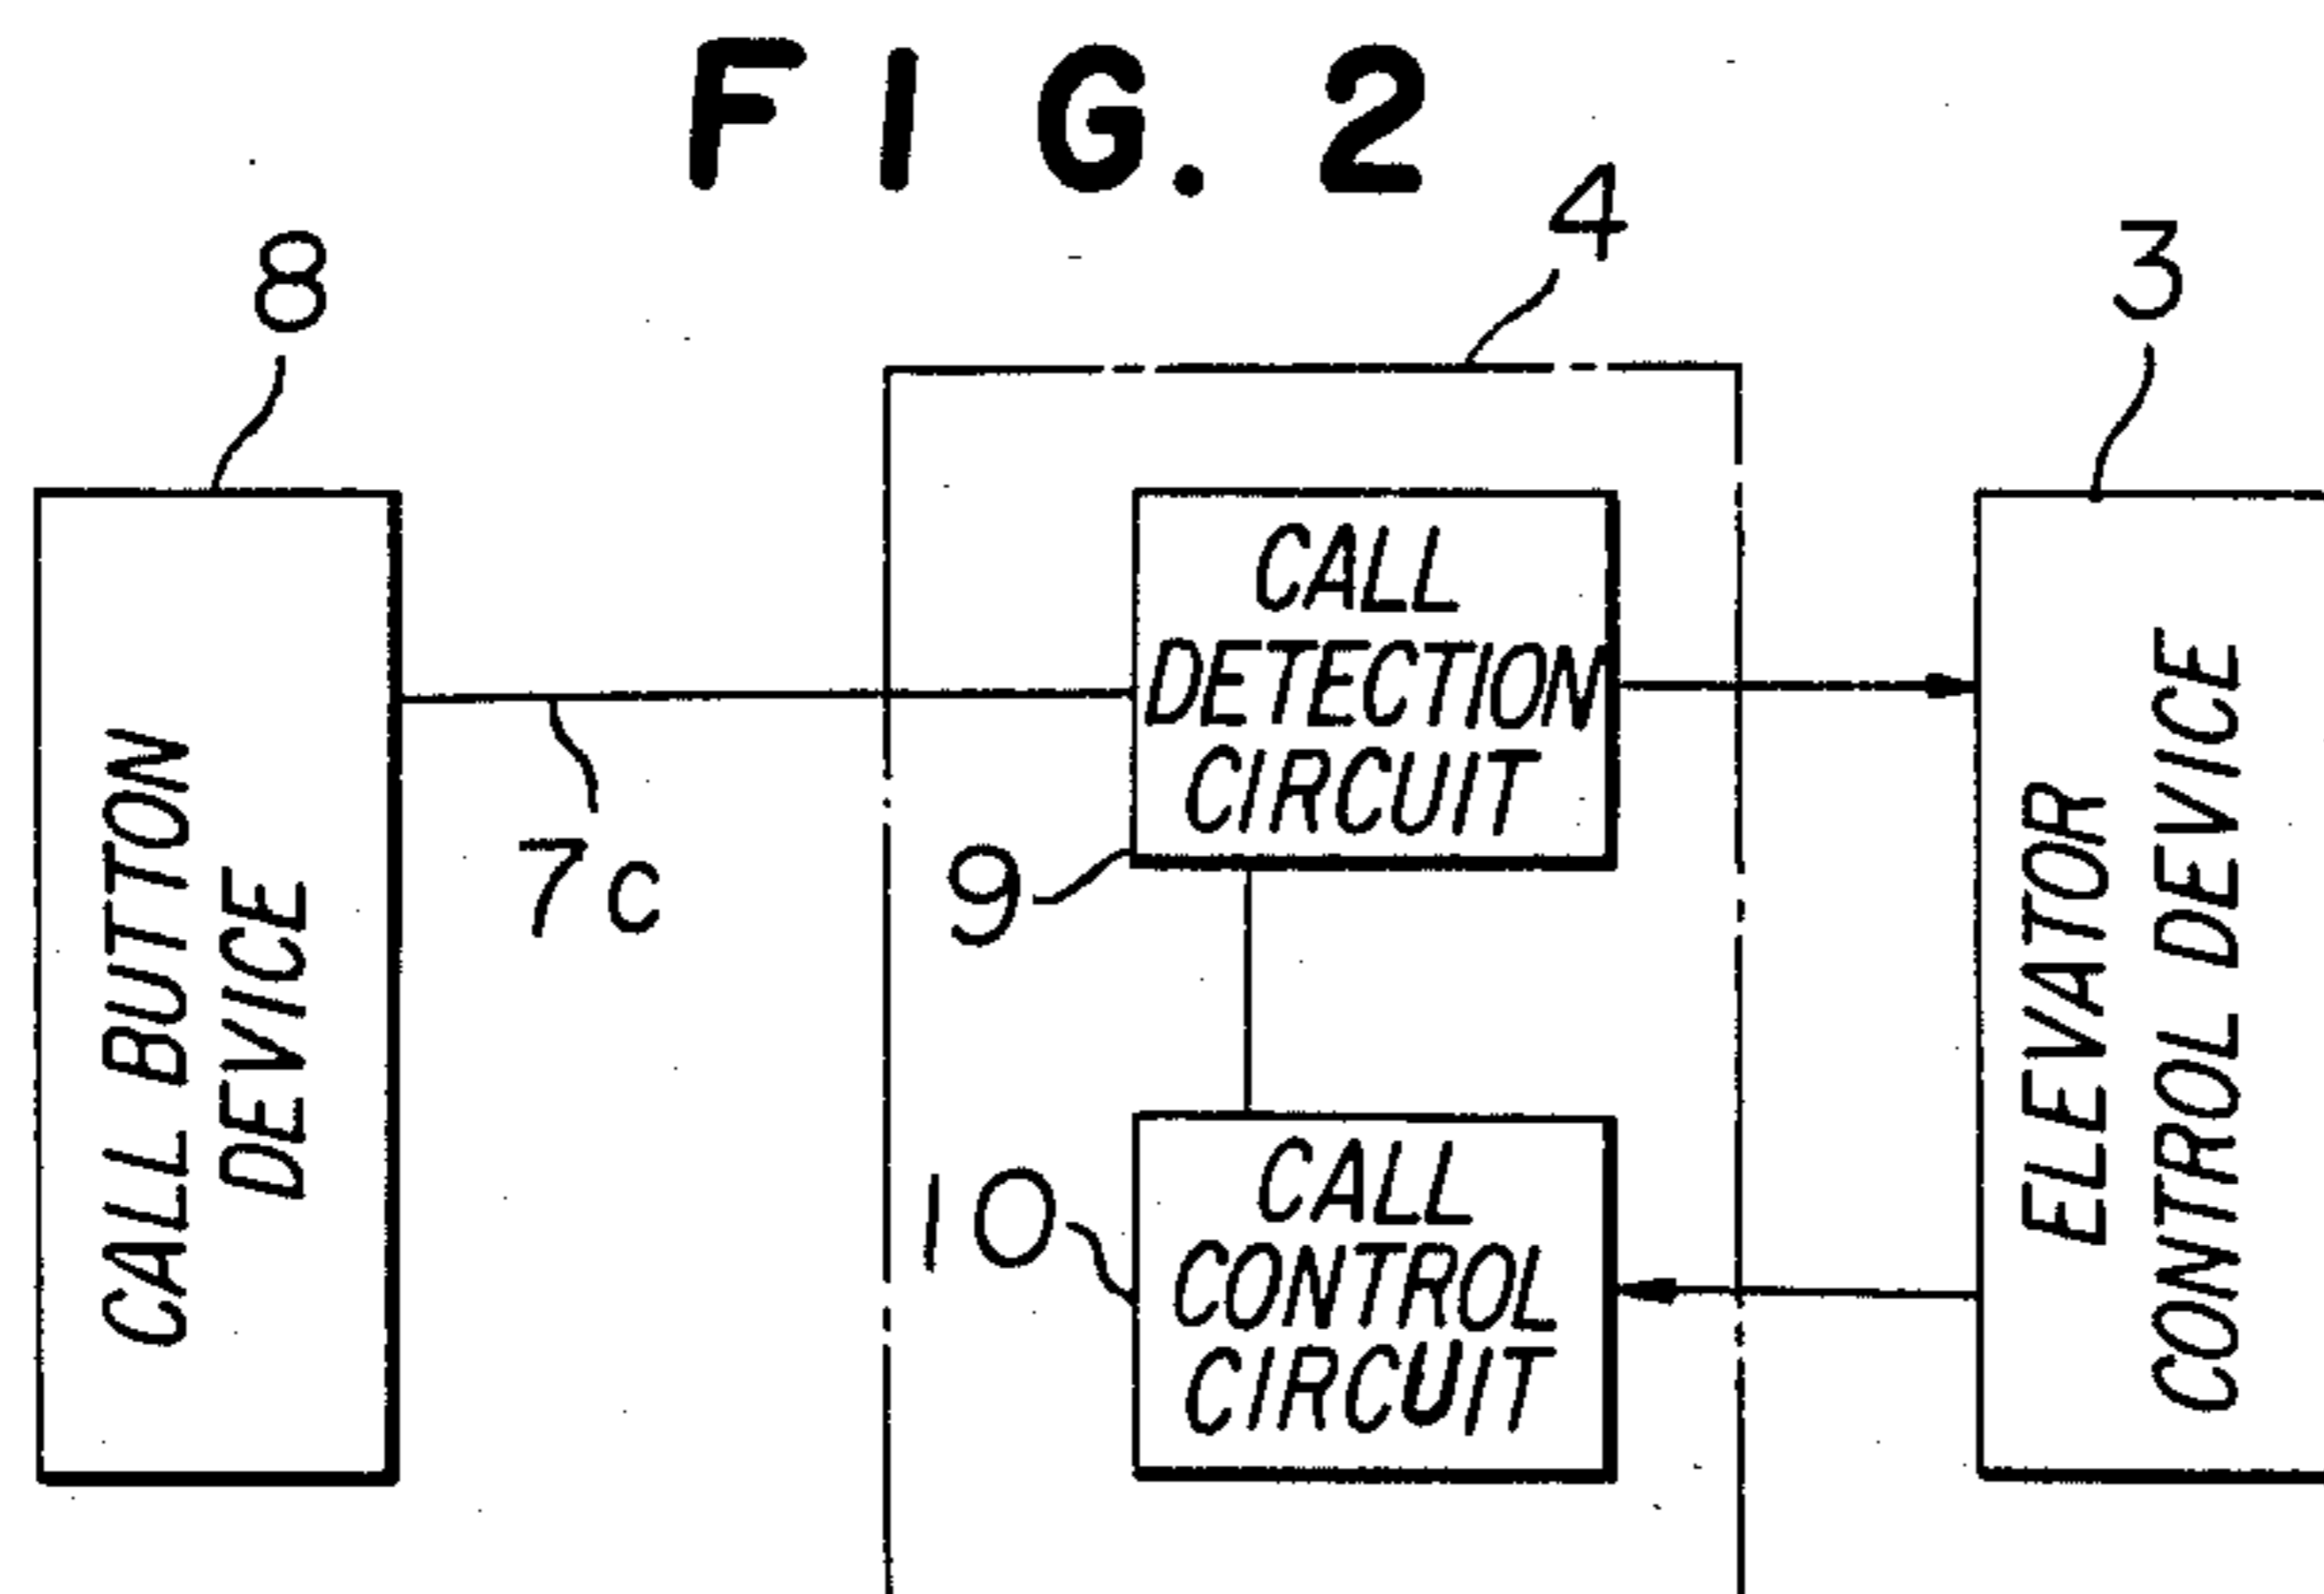 FIG. 2
8
4
3
CALL BUTTON
DEVICE
7c
CALL
DETECTION
CIRCUIT
9
10
CALL
CONTROL
CIRCUIT
ELEVATOR
CONTROL DEVICE